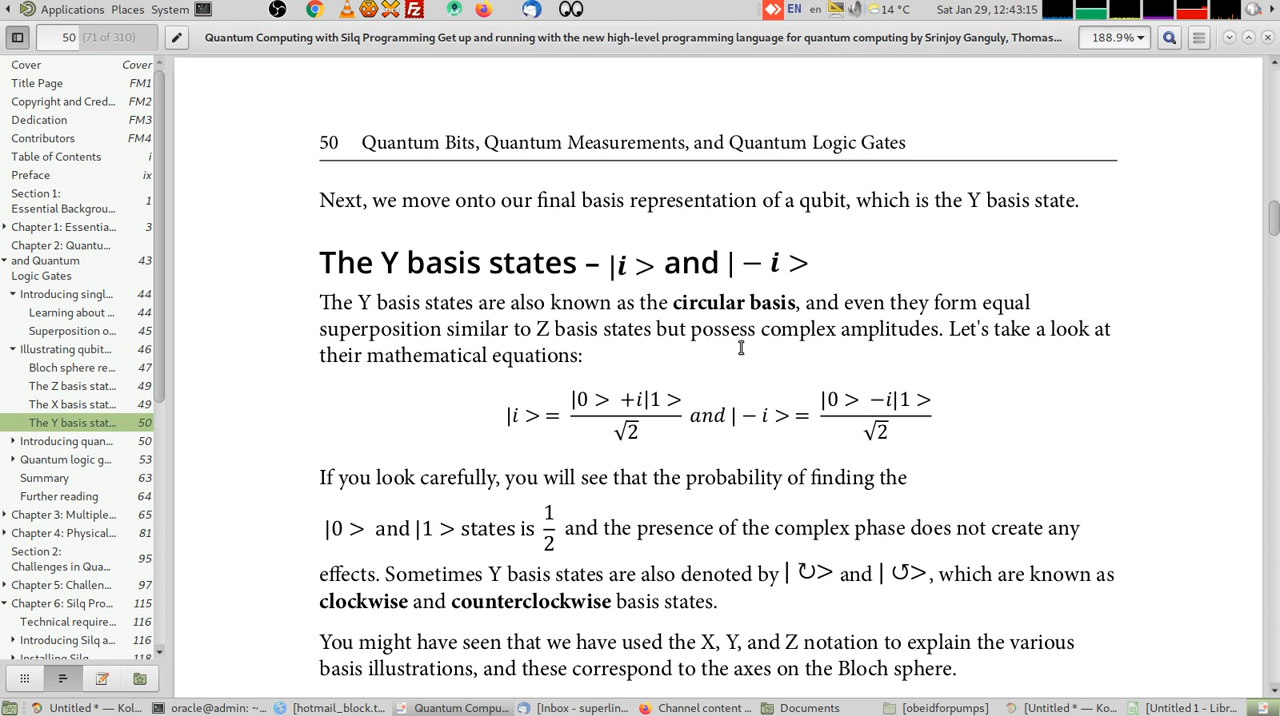 Applications Places System EN en 14 °C Sat Jan 29, 12:43:15
50 (71 of 310) Quantum Computing with Silq Programming Get up and running with the new high-level programming language for quantum computing by Srinjoy Ganguly, Thomas... 188.9%
Cover Cover
Title Page FM1
Copyright and Cred... FM2
Dedication FM3
Contributors FM4
Table of Contents i
Preface ix
Section 1:
Essential Backgrou... 1
Chapter 1: Essentia... 3
Chapter 2: Quantu...
and Quantum 43
Logic Gates
Introducing singl... 44
Learning about ... 44
Superposition o... 45
Illustrating qubit... 46
Bloch sphere re... 47
The Z basis stat... 49
The X basis stat... 49
The Y basis stat... 50
Introducing quan... 50
Quantum logic g... 53
Summary 63
Further reading 64
Chapter 3: Multiple... 65
Chapter 4: Physical... 
Section 2:
Challenges in Qua... 95
Chapter 5: Challen... 97
Chapter 6: Silq Pro... 115
Technical require... 116
Introducing Silq a... 116
Installing Silq 118
50 Quantum Bits, Quantum Measurements, and Quantum Logic Gates
Next, we move onto our final basis representation of a qubit, which is the Y basis state.
The Y basis states – |i > and | − i >
The Y basis states are also known as the circular basis, and even they form equal
superposition similar to Z basis states but possess complex amplitudes. Let's take a look at
their mathematical equations:
|i > = |0 > +i|1 > / √2 and | − i > = |0 > −i|1 > / √2
If you look carefully, you will see that the probability of finding the
|0 > and |1 > states is 1/2 and the presence of the complex phase does not create any
effects. Sometimes Y basis states are also denoted by | ↻> and | ↺>, which are known as
clockwise and counterclockwise basis states.
You might have seen that we have used the X, Y, and Z notation to explain the various
basis illustrations, and these correspond to the axes on the Bloch sphere.
Untitled * — Kol... oracle@admin: ~... [hotmail_block.t... Quantum Compu... [Inbox - superlin... Channel content ... Documents [obeidforpumps] [Untitled * — Ko... [Untitled 1 - Libr...